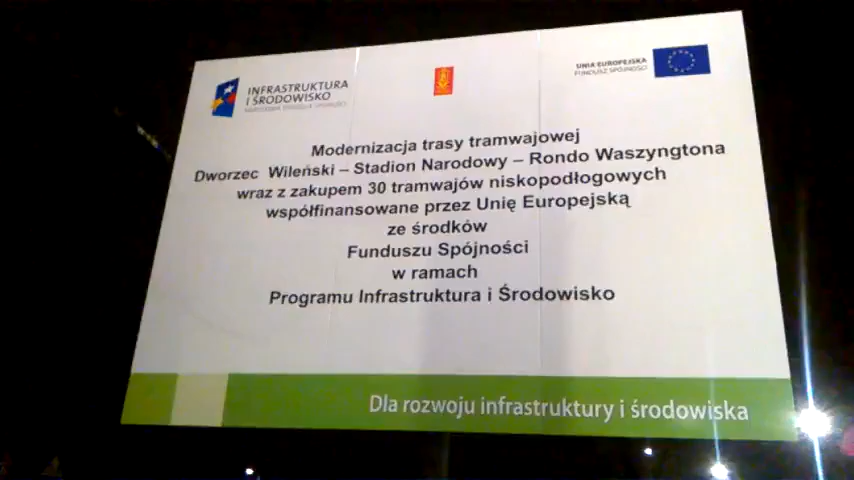 INFRASTRUKTURA
I ŚRODOWISKO
UNIA EUROPEJSKA
FUNDUSZ SPÓJNOŚCI
Modernizacja trasy tramwajowej
Dworzec Wileński – Stadion Narodowy – Rondo Waszyngtona
wraz z zakupem 30 tramwajów niskopodłogowych
współfinansowane przez Unię Europejską
ze środków
Funduszu Spójności
w ramach
Programu Infrastruktura i Środowisko
Dla rozwoju infrastruktury i środowiska